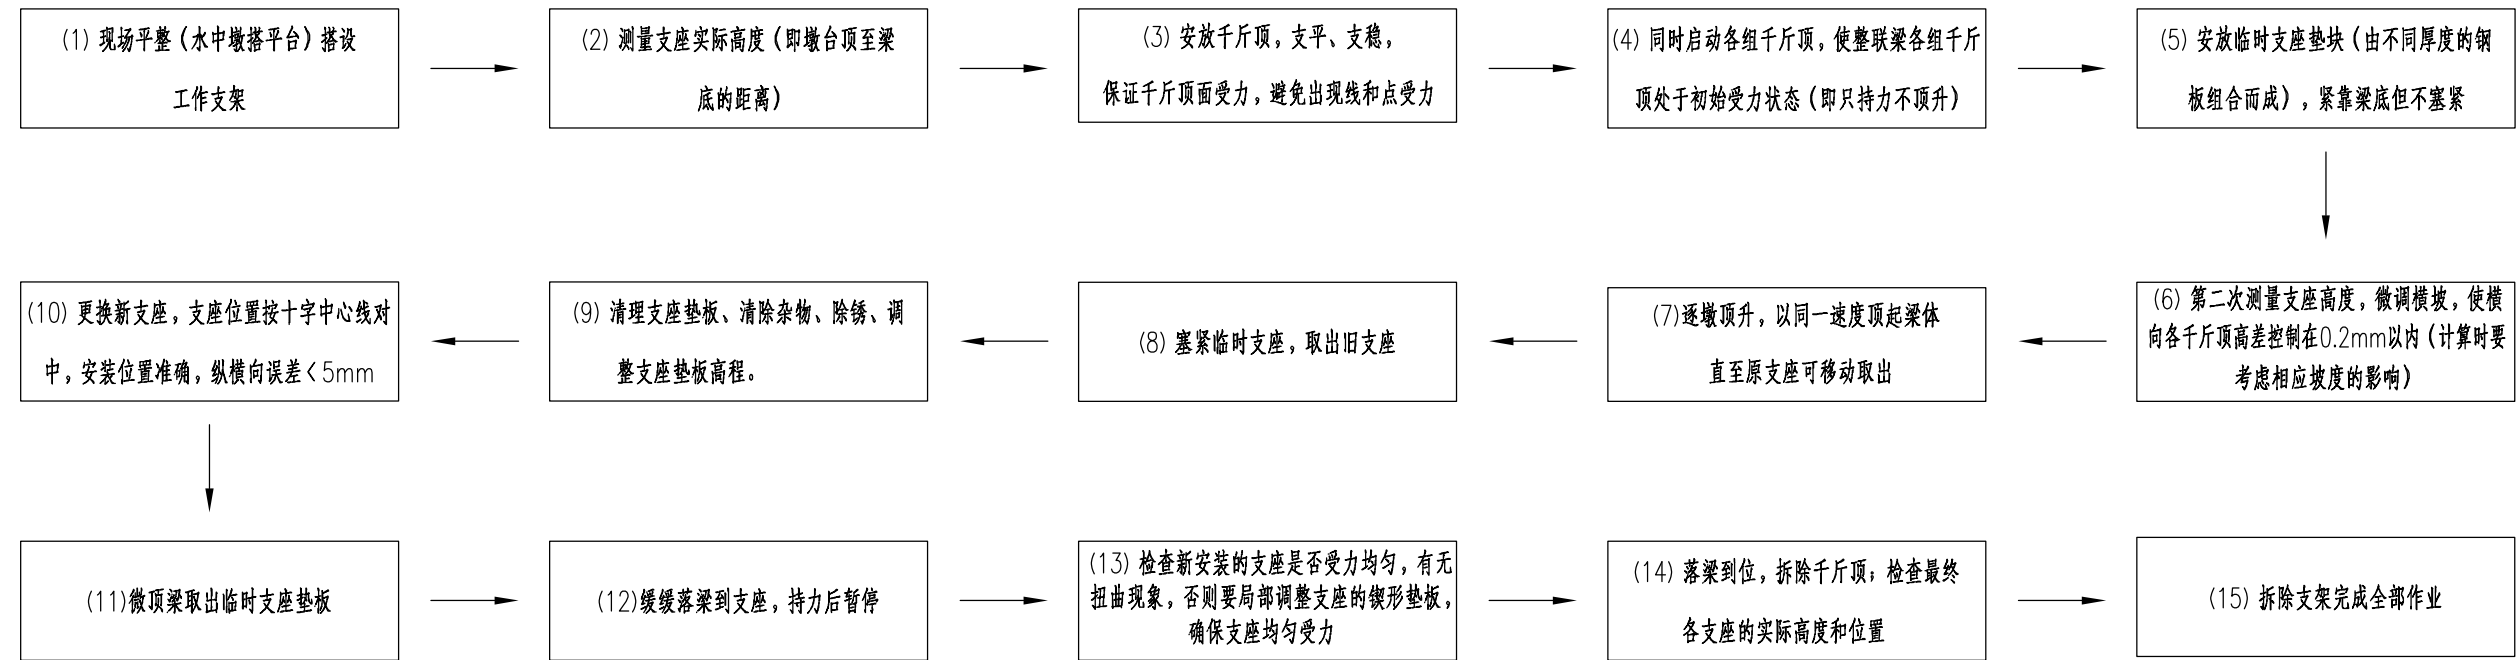 (1) 现场平整（水中墩搭平台）搭设
工作支架
(2) 测量支座实际高度（即墩台顶至梁
底的距离）
(3) 安放千斤顶，支平、支稳，
保证千斤顶面受力，避免出现线和点受力
(4) 同时启动各组千斤顶，使整联梁各组千斤
顶处于初始受力状态（即只持力不顶升）
(5) 安放临时支座垫块（由不同厚度的钢
板组合而成），紧靠梁底但不塞紧
(6) 第二次测量支座高度，微调横坡，使横
向各千斤顶高差控制在0.2mm以内（计算时要
考虑相应坡度的影响）
(7)逐墩顶升，以同一速度顶起梁体
直至原支座可移动取出
(8) 塞紧临时支座，取出旧支座
(9) 清理支座垫板、清除杂物、除锈、调
整支座垫板高程。
(10) 更换新支座，支座位置按十字中心线对
中，安装位置准确，纵横向误差<5mm
(11)微顶梁取出临时支座垫板
(12)缓缓落梁到支座，持力后暂停
(13) 检查新安装的支座是否受力均匀，有无
扭曲现象，否则要局部调整支座的锲形垫板，
确保支座均匀受力
(14) 落梁到位，拆除千斤顶；检查最终
各支座的实际高度和位置
(15) 拆除支架完成全部作业